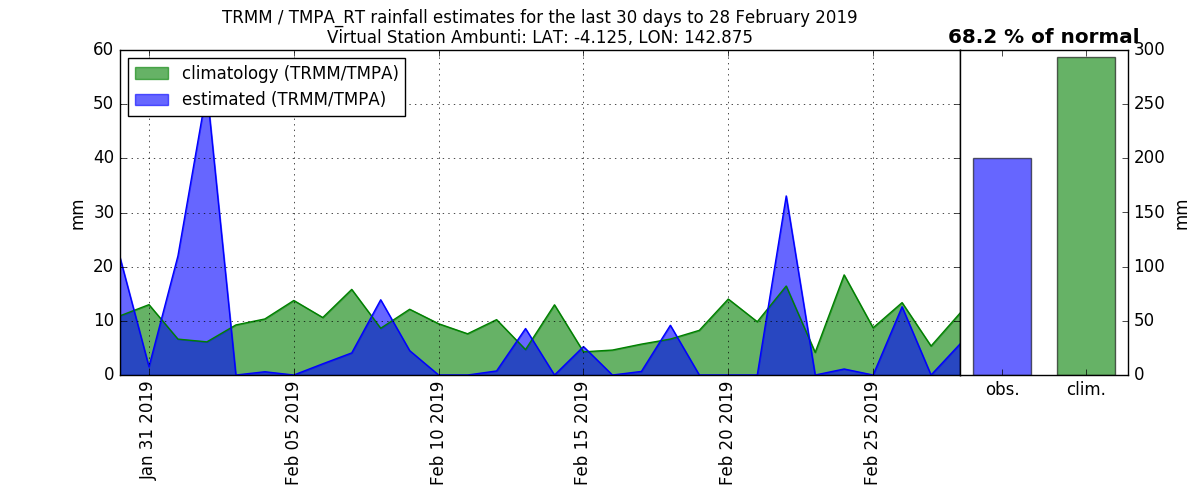 TRMM / TMPA_RT rainfall estimates for the last 30 days to 28 February 2019
Virtual Station Ambunti: LAT: -4.125, LON: 142.875
68.2 % of normal
climatology (TRMM/TMPA)
estimated (TRMM/TMPA)
60
50
40
30
20
10
0
mm
300
250
200
150
100
50
0
mm
Jan 31 2019
Feb 05 2019
Feb 10 2019
Feb 15 2019
Feb 20 2019
Feb 25 2019
obs.
clim.